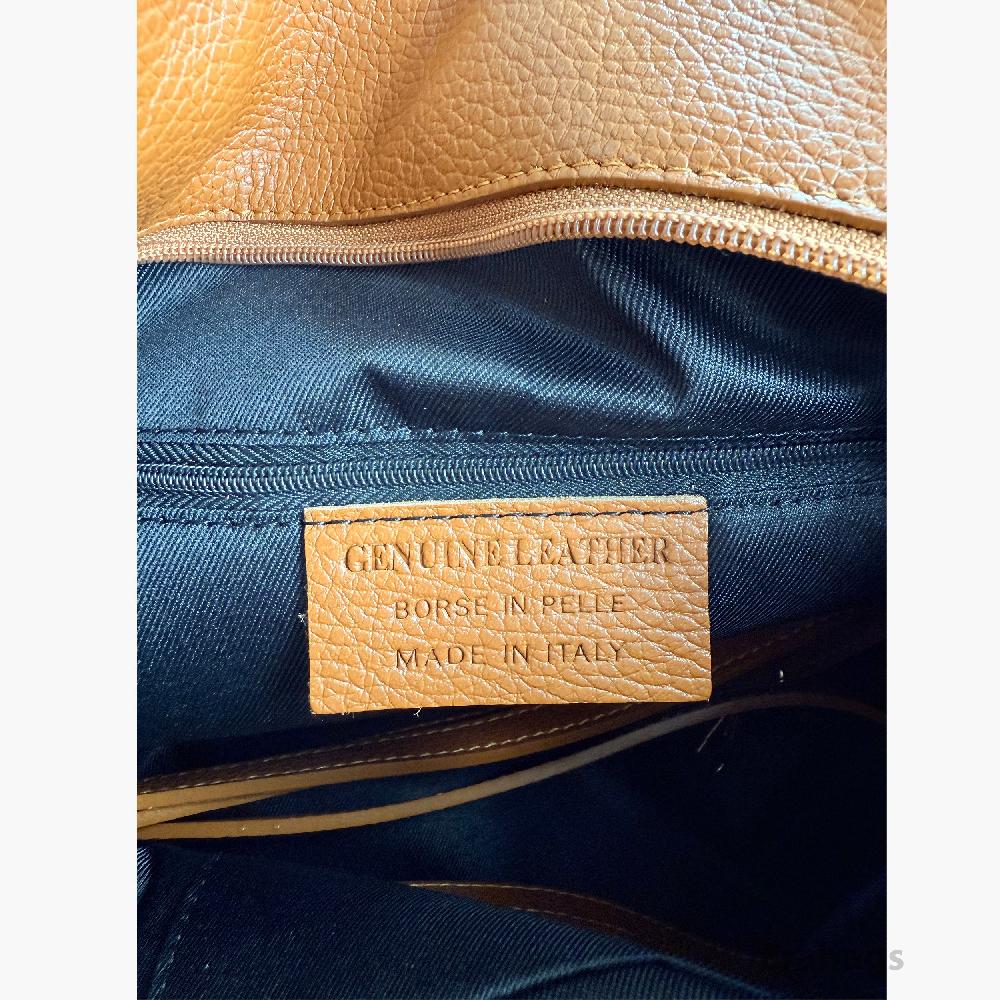 GENUINE LEATHER
BORSE IN PELLE
MADE IN ITALY